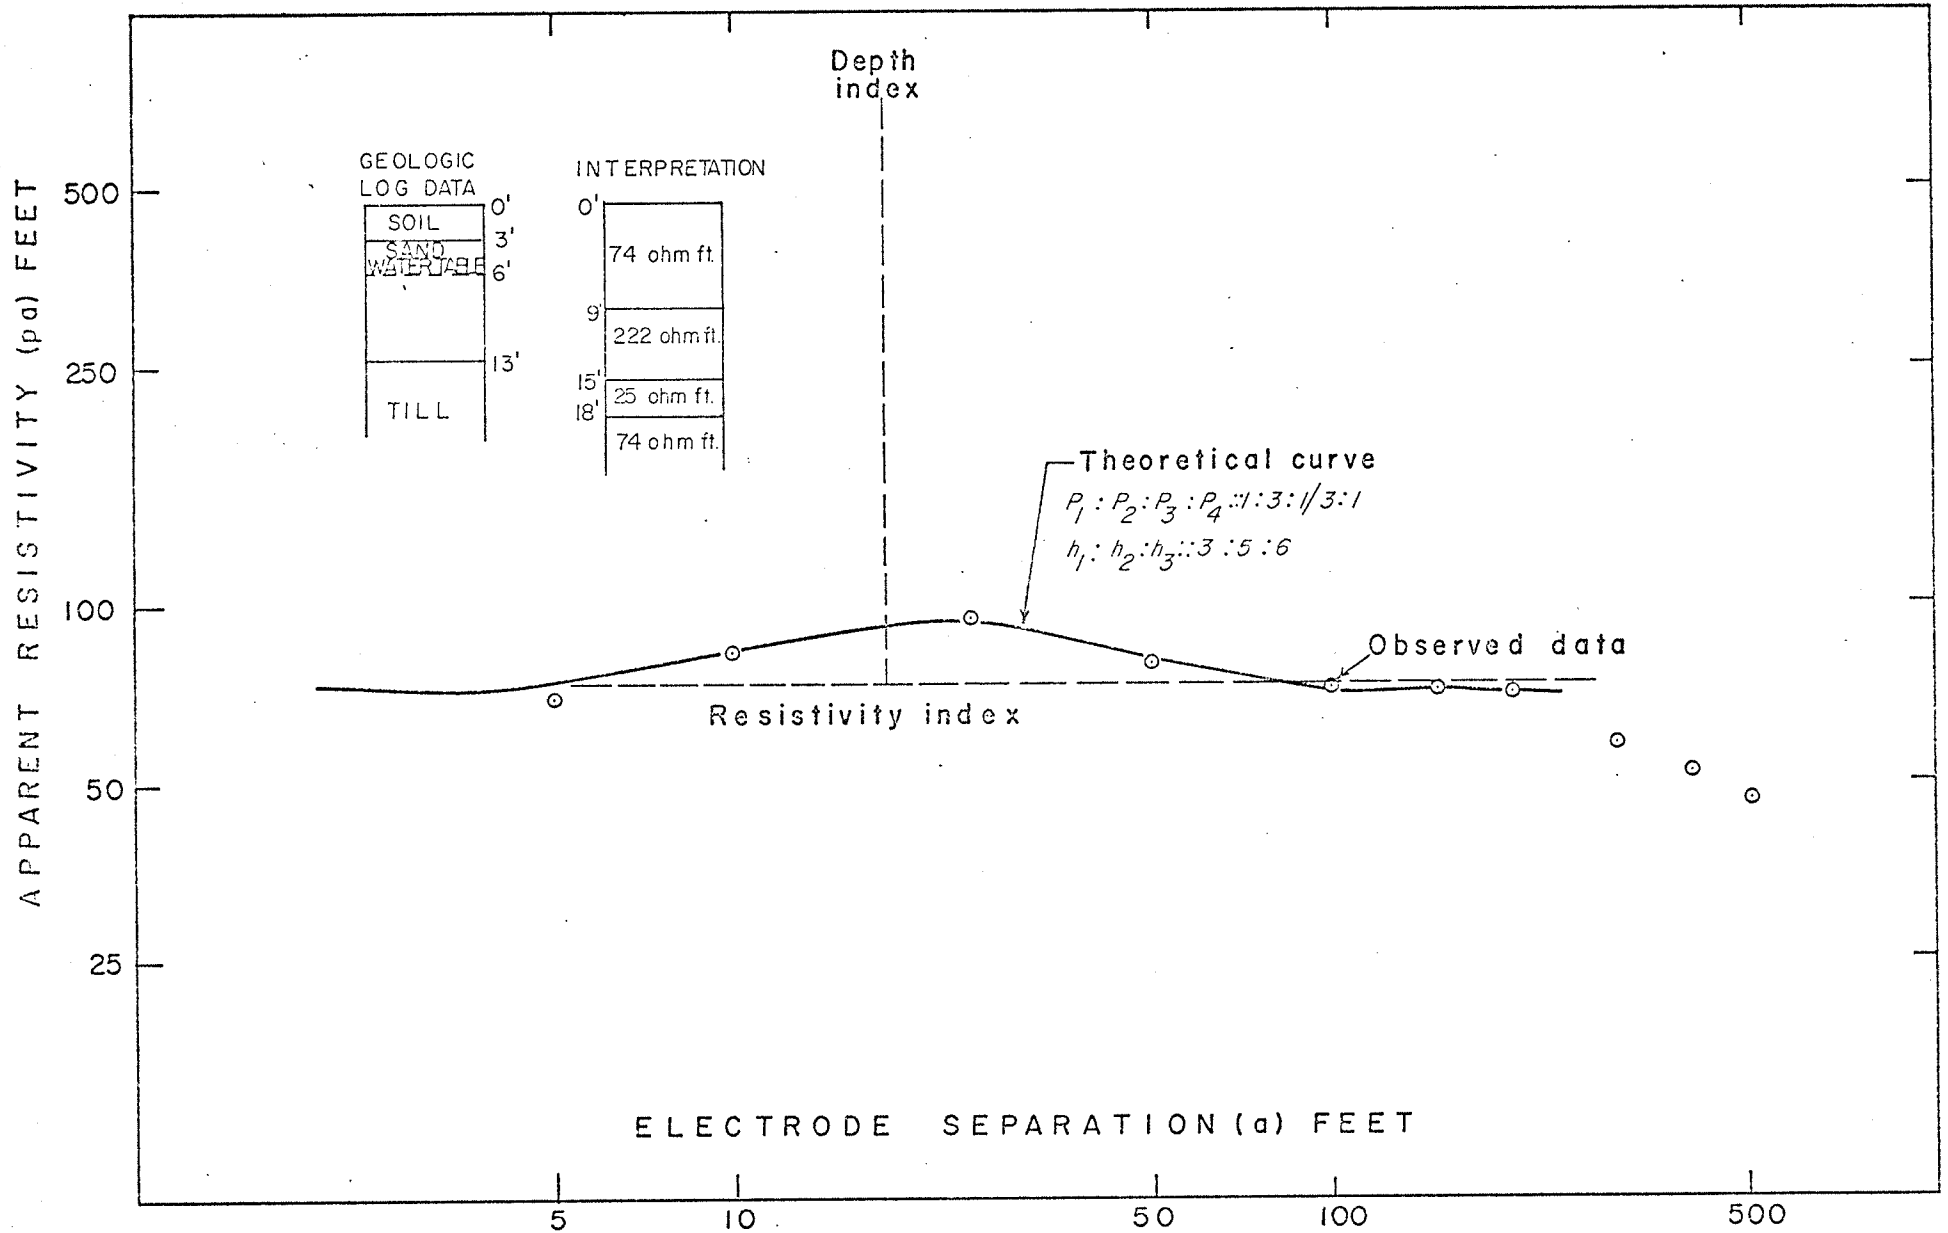 Depth
index
GEOLOGIC
LOG DATA
0'
SOIL
3'
SAND
WATER TABLE
6'
13'
TILL
INTERPRETATION
0'
74 ohm ft.
9'
222 ohm ft.
15'
25 ohm ft.
18'
74 ohm ft.
Theoretical curve
P1 : P2 : P3 : P4 :: 1 : 3 : 1/3 : 1
h1 : h2 : h3 :: 3 : 5 : 6
Observed data
Resistivity index
APPARENT RESISTIVITY (pa) FEET
500
250
100
50
25
ELECTRODE SEPARATION (a) FEET
5
10
50
100
500